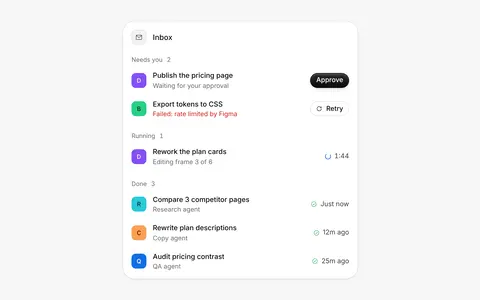 Inbox
Needs you 2
D Publish the pricing page
Waiting for your approval
Approve
B Export tokens to CSS
Failed: rate limited by Figma
Retry
Running 1
D Rework the plan cards
Editing frame 3 of 8
1:44
Done 3
R Compare 3 competitor pages
Research agent
Just now
C Rewrite plan descriptions
Copy agent
12m ago
Q Audit pricing contrast
QA agent
25m ago